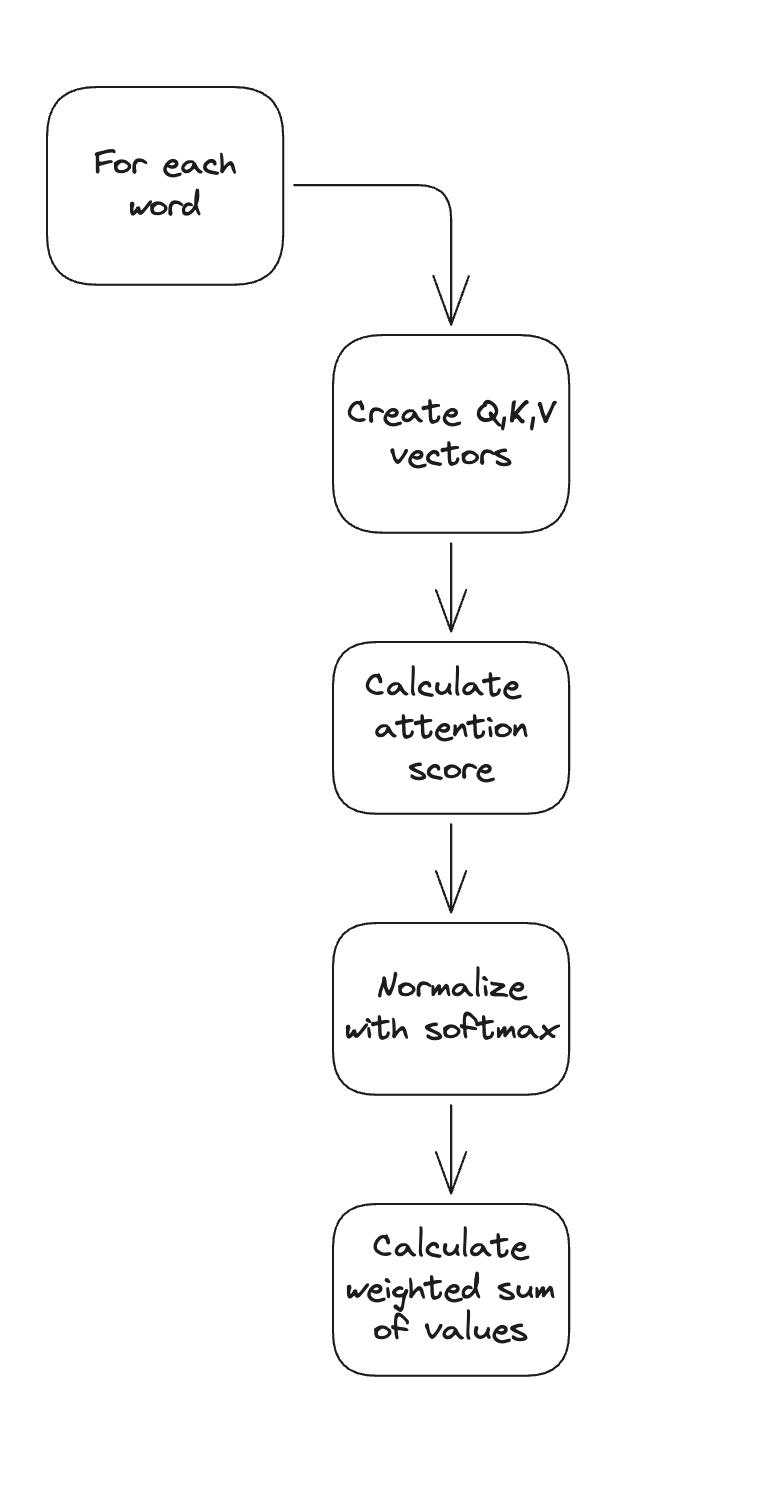 For each
word
Create Q,K,V
vectors
Calculate
attention
score
Normalize
with softmax
Calculate
weighted sum
of values